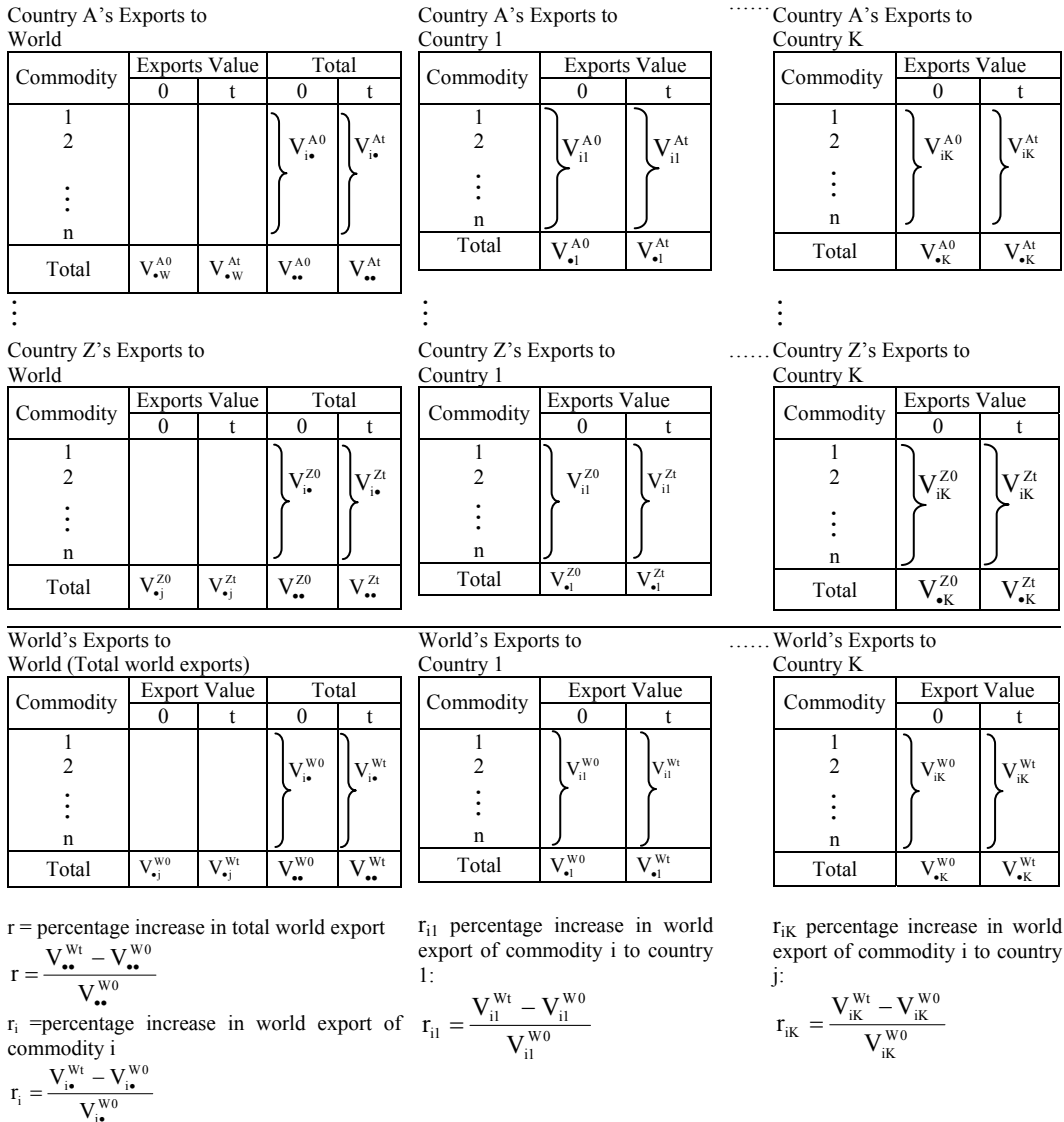 Country A’s Exports to
World
Commodity Exports Value Total
0 t 0 t
1
2
⋮
n
V_{i•}^{A0} V_{i•}^{At}
Total V_{•W}^{A0} V_{•W}^{At} V_{••}^{A0} V_{••}^{At}
Country A’s Exports to
Country 1
Commodity Exports Value
0 t
1
2
⋮
n
V_{i1}^{A0} V_{i1}^{At}
Total V_{•1}^{A0} V_{•1}^{At}
…… Country A’s Exports to
Country K
Commodity Exports Value
0 t
1
2
⋮
n
V_{iK}^{A0} V_{iK}^{At}
Total V_{•K}^{A0} V_{•K}^{At}
⋮ ⋮ ⋮
Country Z’s Exports to
World
Commodity Exports Value Total
0 t 0 t
1
2
⋮
n
V_{i•}^{Z0} V_{i•}^{Zt}
Total V_{•j}^{Z0} V_{•j}^{Zt} V_{••}^{Z0} V_{••}^{Zt}
Country Z’s Exports to
Country 1
Commodity Exports Value
0 t
1
2
⋮
n
V_{i1}^{Z0} V_{i1}^{Zt}
Total V_{•1}^{Z0} V_{•1}^{Zt}
…… Country Z’s Exports to
Country K
Commodity Exports Value
0 t
1
2
⋮
n
V_{iK}^{Z0} V_{iK}^{Zt}
Total V_{•K}^{Z0} V_{•K}^{Zt}
World’s Exports to
World (Total world exports)
Commodity Export Value Total
0 t 0 t
1
2
⋮
n
V_{i•}^{W0} V_{i•}^{Wt}
Total V_{•j}^{W0} V_{•j}^{Wt} V_{••}^{W0} V_{••}^{Wt}
World’s Exports to
Country 1
Commodity Export Value
0 t
1
2
⋮
n
V_{i1}^{W0} V_{i1}^{Wt}
Total V_{•1}^{W0} V_{•1}^{Wt}
…… World’s Exports to
Country K
Commodity Export Value
0 t
1
2
⋮
n
V_{iK}^{W0} V_{iK}^{Wt}
Total V_{•K}^{W0} V_{•K}^{Wt}
r = percentage increase in total world export
r = \frac{V_{••}^{Wt} − V_{••}^{W0}}{V_{••}^{W0}}
r_i =percentage increase in world export of
commodity i
r_i = \frac{V_{i•}^{Wt} − V_{i•}^{W0}}{V_{i•}^{W0}}
r_{i1} percentage increase in world
export of commodity i to country
1:
r_{i1} = \frac{V_{i1}^{Wt} − V_{i1}^{W0}}{V_{i1}^{W0}}
r_{iK} percentage increase in world
export of commodity i to country
j:
r_{iK} = \frac{V_{iK}^{Wt} − V_{iK}^{W0}}{V_{iK}^{W0}}